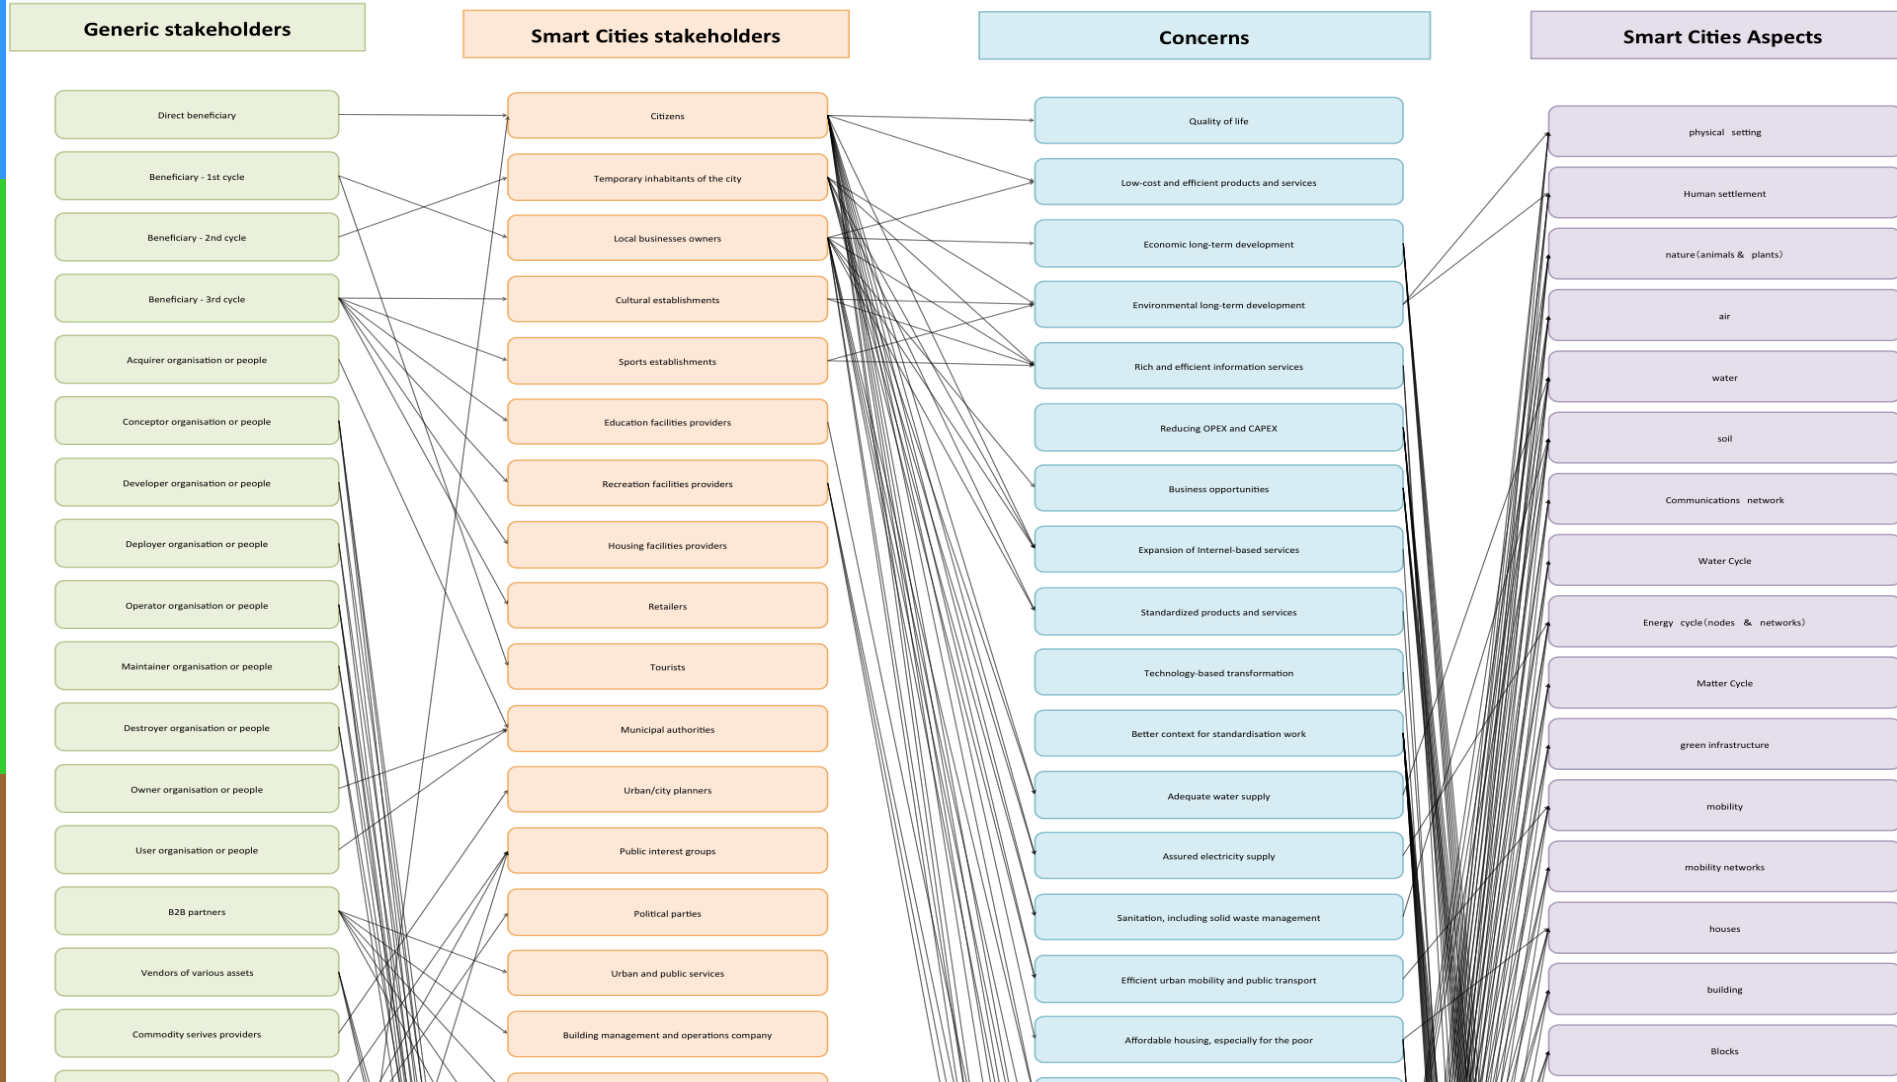 Generic stakeholders
Smart Cities stakeholders
Concerns
Smart Cities Aspects
Direct beneficiary
Beneficiary - 1st cycle
Beneficiary - 2nd cycle
Beneficiary - 3rd cycle
Acquirer organisation or people
Conceptor organisation or people
Developer organisation or people
Deployer organisation or people
Operator organisation or people
Maintainer organisation or people
Destroyer organisation or people
Owner organisation or people
User organisation or people
B2B partners
Vendors of various assets
Commodity serives providers
Citizens
Temporary inhabitants of the city
Local businesses owners
Cultural establishments
Sports establishments
Education facilities providers
Recreation facilities providers
Housing facilities providers
Retailers
Tourists
Municipal authorities
Urban/city planners
Public interest groups
Political parties
Urban and public services
Building management and operations company
Quality of life
Low-cost and efficient products and services
Economic long-term development
Environmental long-term development
Rich and efficient information services
Reducing OPEX and CAPEX
Business opportunities
Expansion of Internel-based services
Standardized products and services
Technology-based transformation
Better context for standardisation work
Adequate water supply
Assured electricity supply
Sanitation, including solid waste management
Efficient urban mobility and public transport
Affordable housing, especially for the poor
physical setting
Human settlement
nature(animals & plants)
air
water
soil
Communications network
Water Cycle
Energy cycle(nodes & networks)
Matter Cycle
green infrastructure
mobility
mobility networks
houses
building
Blocks